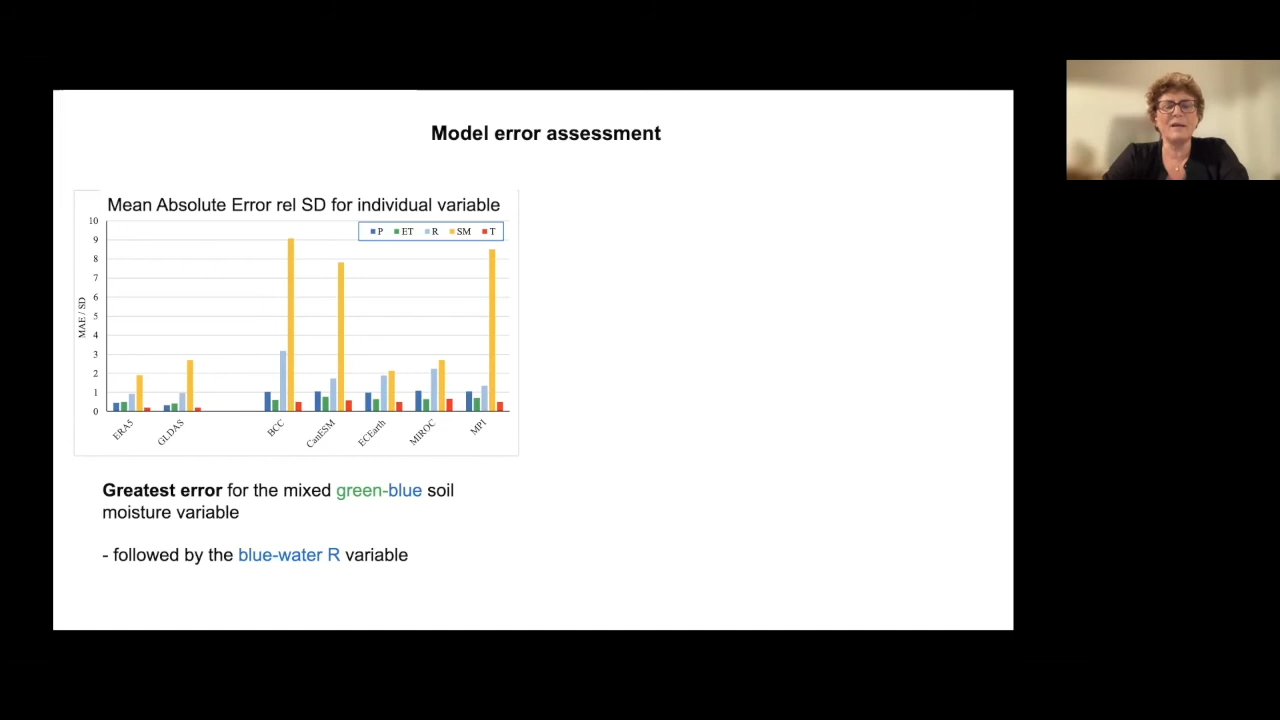 Model error assessment
Mean Absolute Error rel SD for individual variable
P ET R SM T
10
9
8
7
6
5
4
3
2
1
0
MAE / SD
ERA5
GLDAS
BCC
CanESM
ECEarth
MIROC
MPI
Greatest error for the mixed green-blue soil
moisture variable
- followed by the blue-water R variable